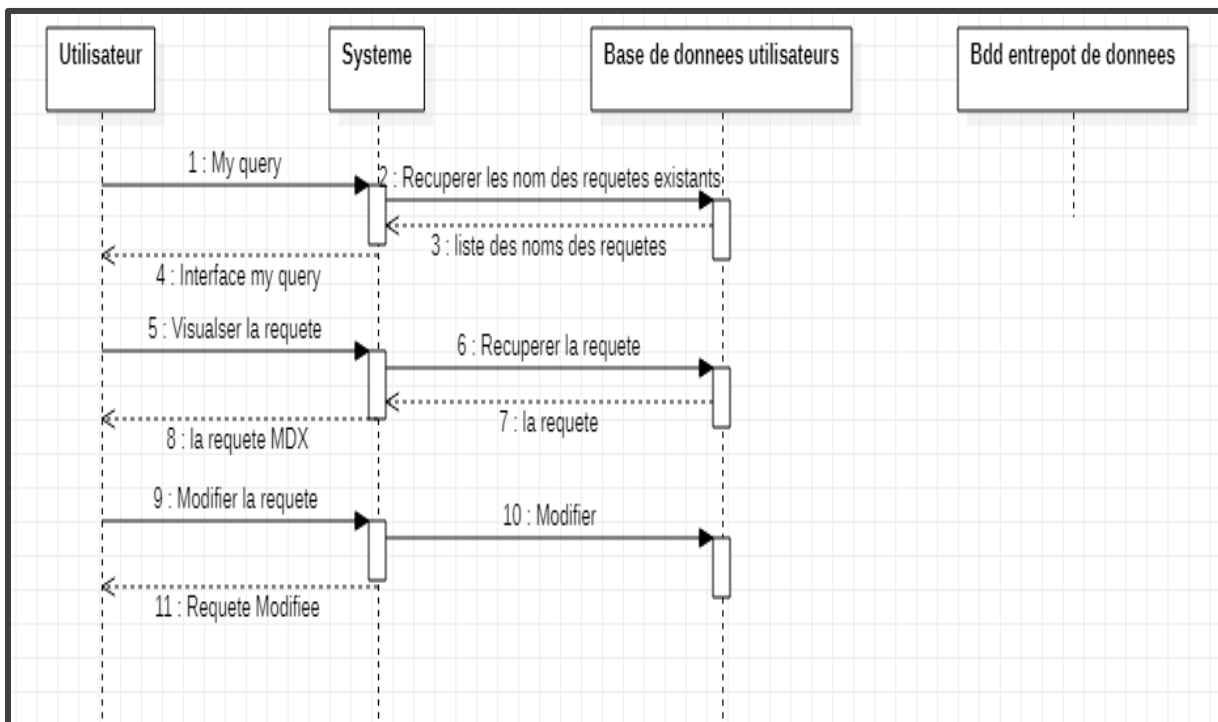 Utilisateur
Systeme
Base de donnees utilisateurs
Bdd entrepot de donnees
1 : My query
2 : Recuperer les nom des requetes existants
3 : liste des noms des requetes
4 : Interface my query
5 : Visualser la requete
6 : Recuperer la requete
7 : la requete
8 : la requete MDX
9 : Modifier la requete
10 : Modifier
11 : Requete Modifiee